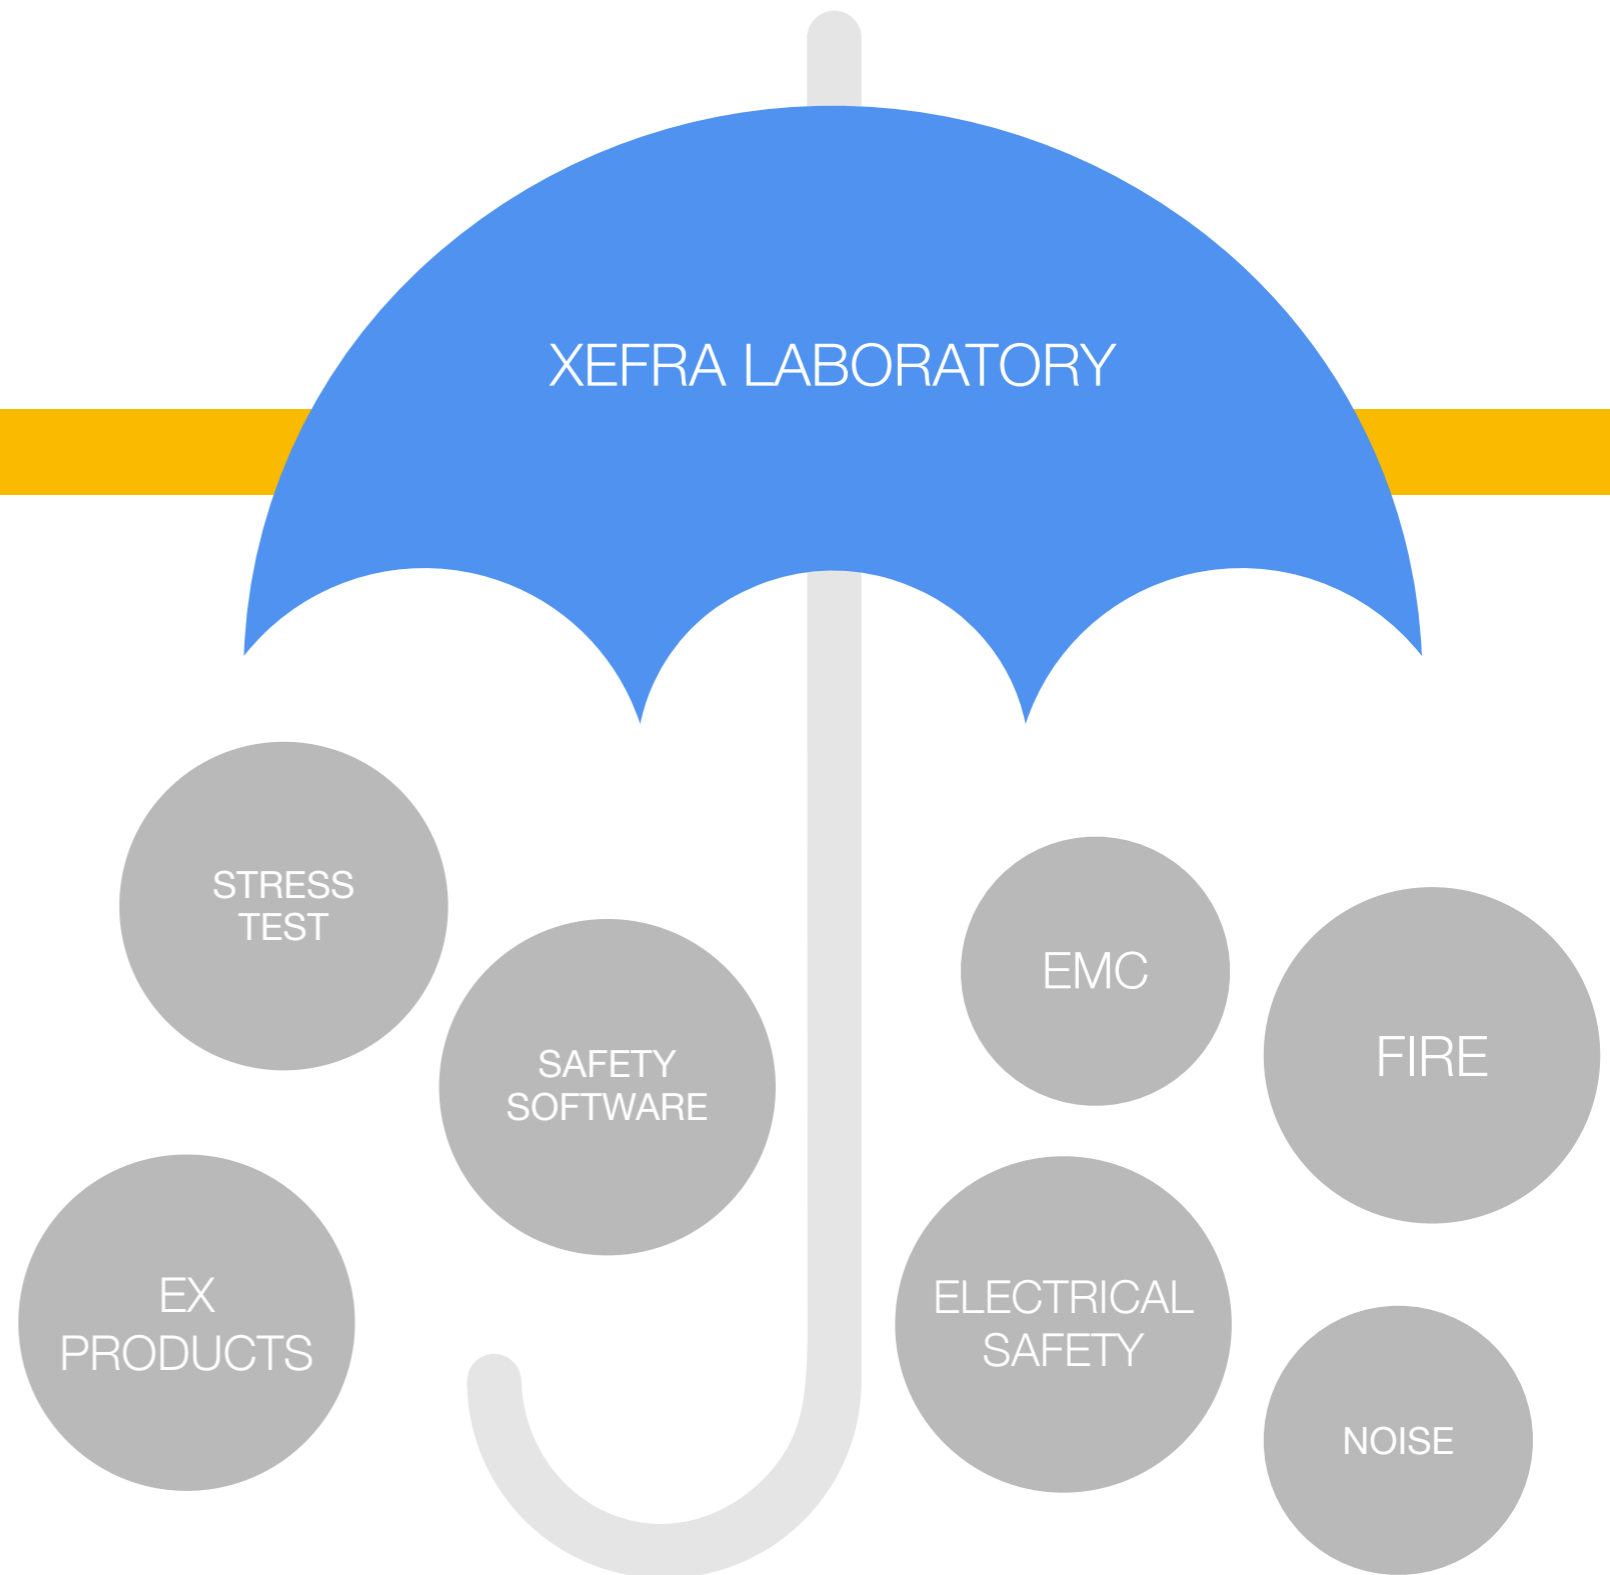 XEFRA LABORATORY
STRESS
TEST
SAFETY
SOFTWARE
EMC
FIRE
EX
PRODUCTS
ELECTRICAL
SAFETY
NOISE